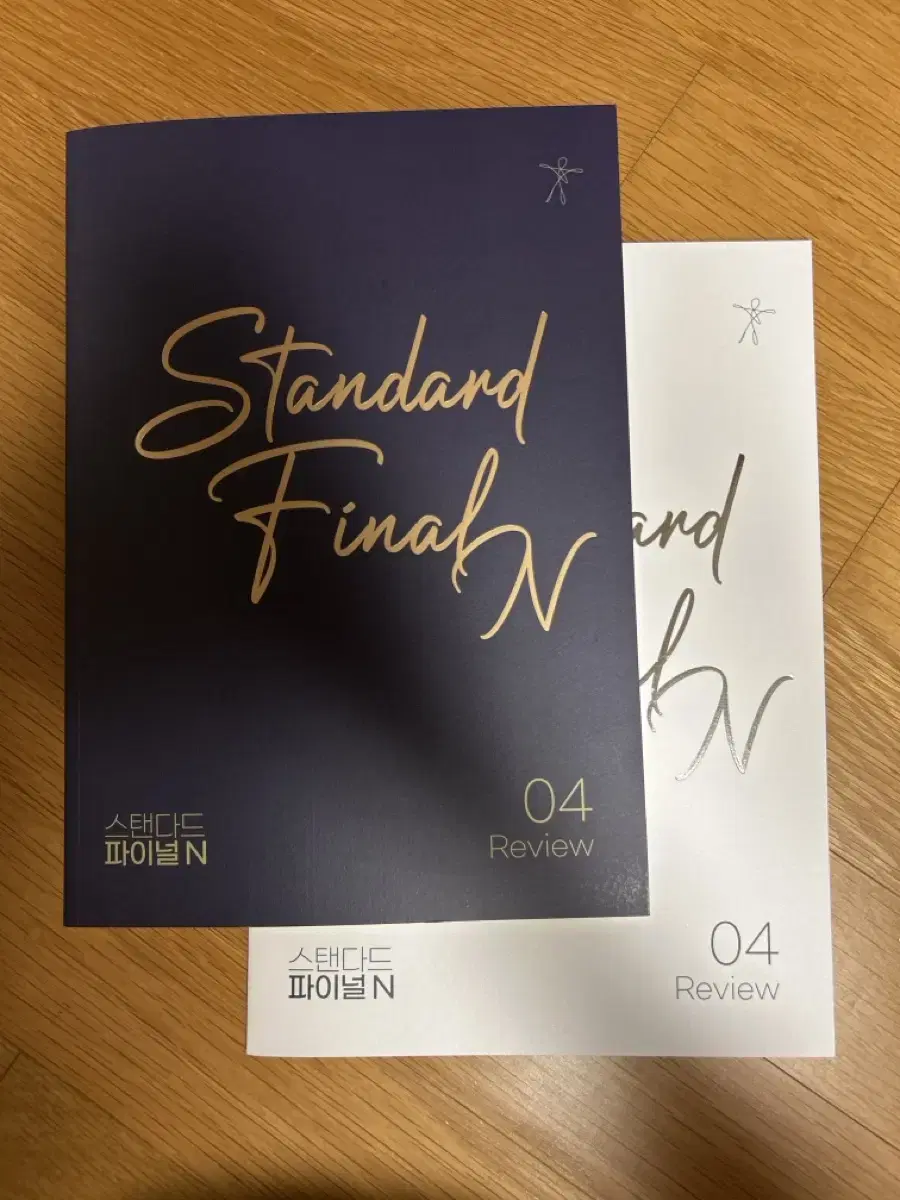 Standard
Final N
04
Review
스탠다드
파이널 N
ard
N
04
Review
스탠다드
파이널 N